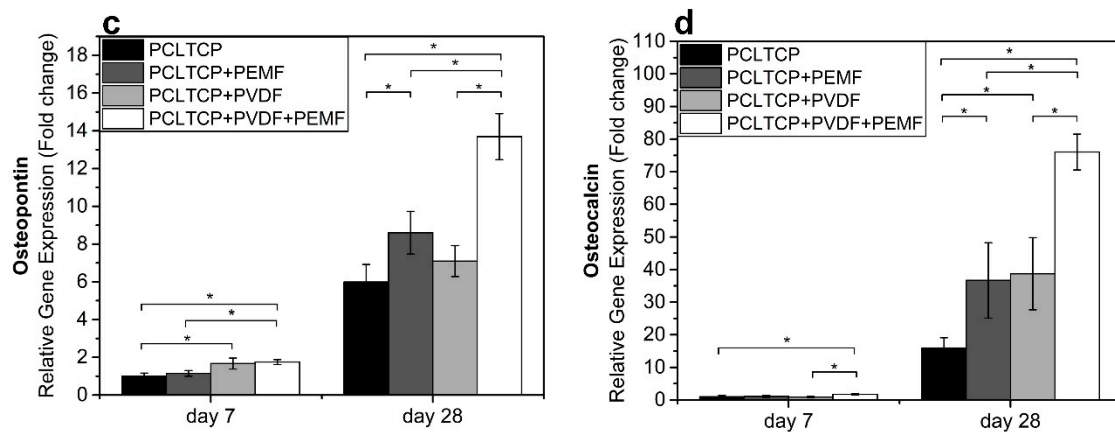 c
PCLTCP
PCLTCP+PEMF
PCLTCP+PVDF
PCLTCP+PVDF+PEMF
Osteopontin
Relative Gene Expression (Fold change)
18
16
14
12
10
8
6
4
2
0
* * * * * * *
day 7
day 28
d
PCLTCP
PCLTCP+PEMF
PCLTCP+PVDF
PCLTCP+PVDF+PEMF
Osteocalcin
Relative Gene Expression (Fold change)
110
100
90
80
70
60
50
40
30
20
10
0
* * * * * * *
day 7
day 28